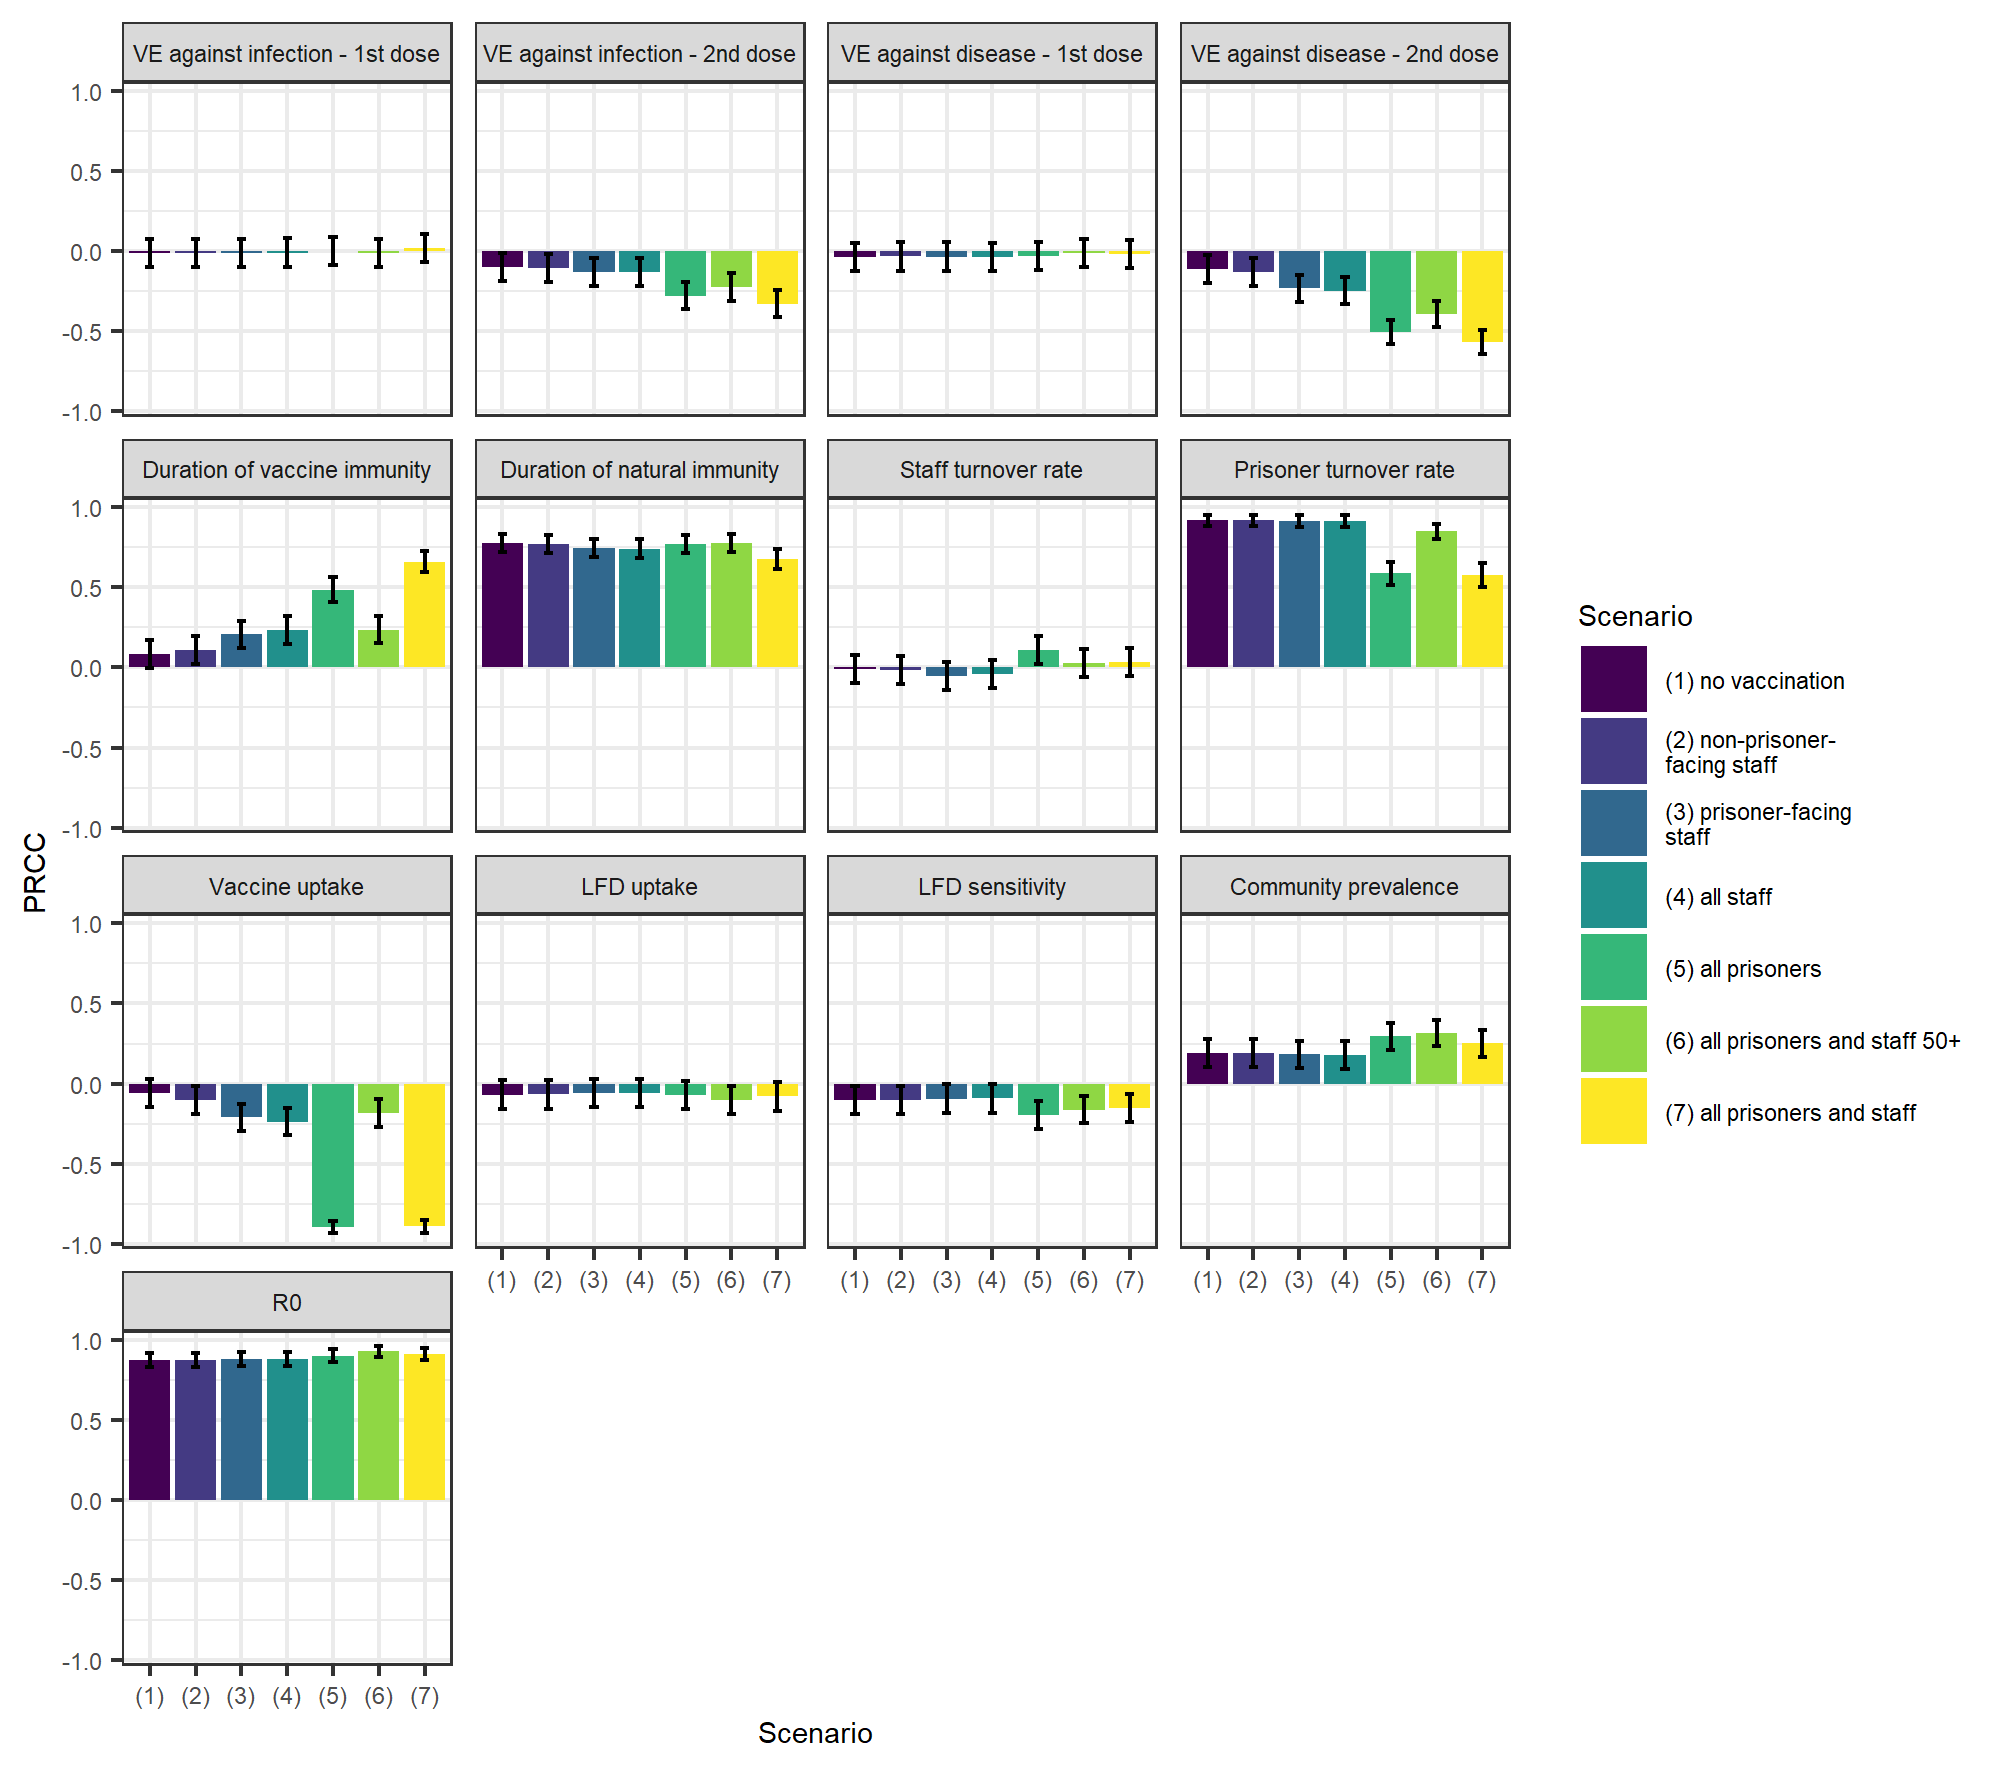 VE against infection - 1st dose
VE against infection - 2nd dose
VE against disease - 1st dose
VE against disease - 2nd dose
1.0
0.5
0.0
-0.5
-1.0
Duration of vaccine immunity
Duration of natural immunity
Staff turnover rate
Prisoner turnover rate
1.0
0.5
0.0
-0.5
-1.0
Vaccine uptake
LFD uptake
LFD sensitivity
Community prevalence
1.0
0.5
0.0
-0.5
-1.0
(1) (2) (3) (4) (5) (6) (7)
(1) (2) (3) (4) (5) (6) (7)
(1) (2) (3) (4) (5) (6) (7)
R0
1.0
0.5
0.0
-0.5
-1.0
(1) (2) (3) (4) (5) (6) (7)
Scenario
PRCC
Scenario
(1) no vaccination
(2) non-prisoner-
facing staff
(3) prisoner-facing
staff
(4) all staff
(5) all prisoners
(6) all prisoners and staff 50+
(7) all prisoners and staff